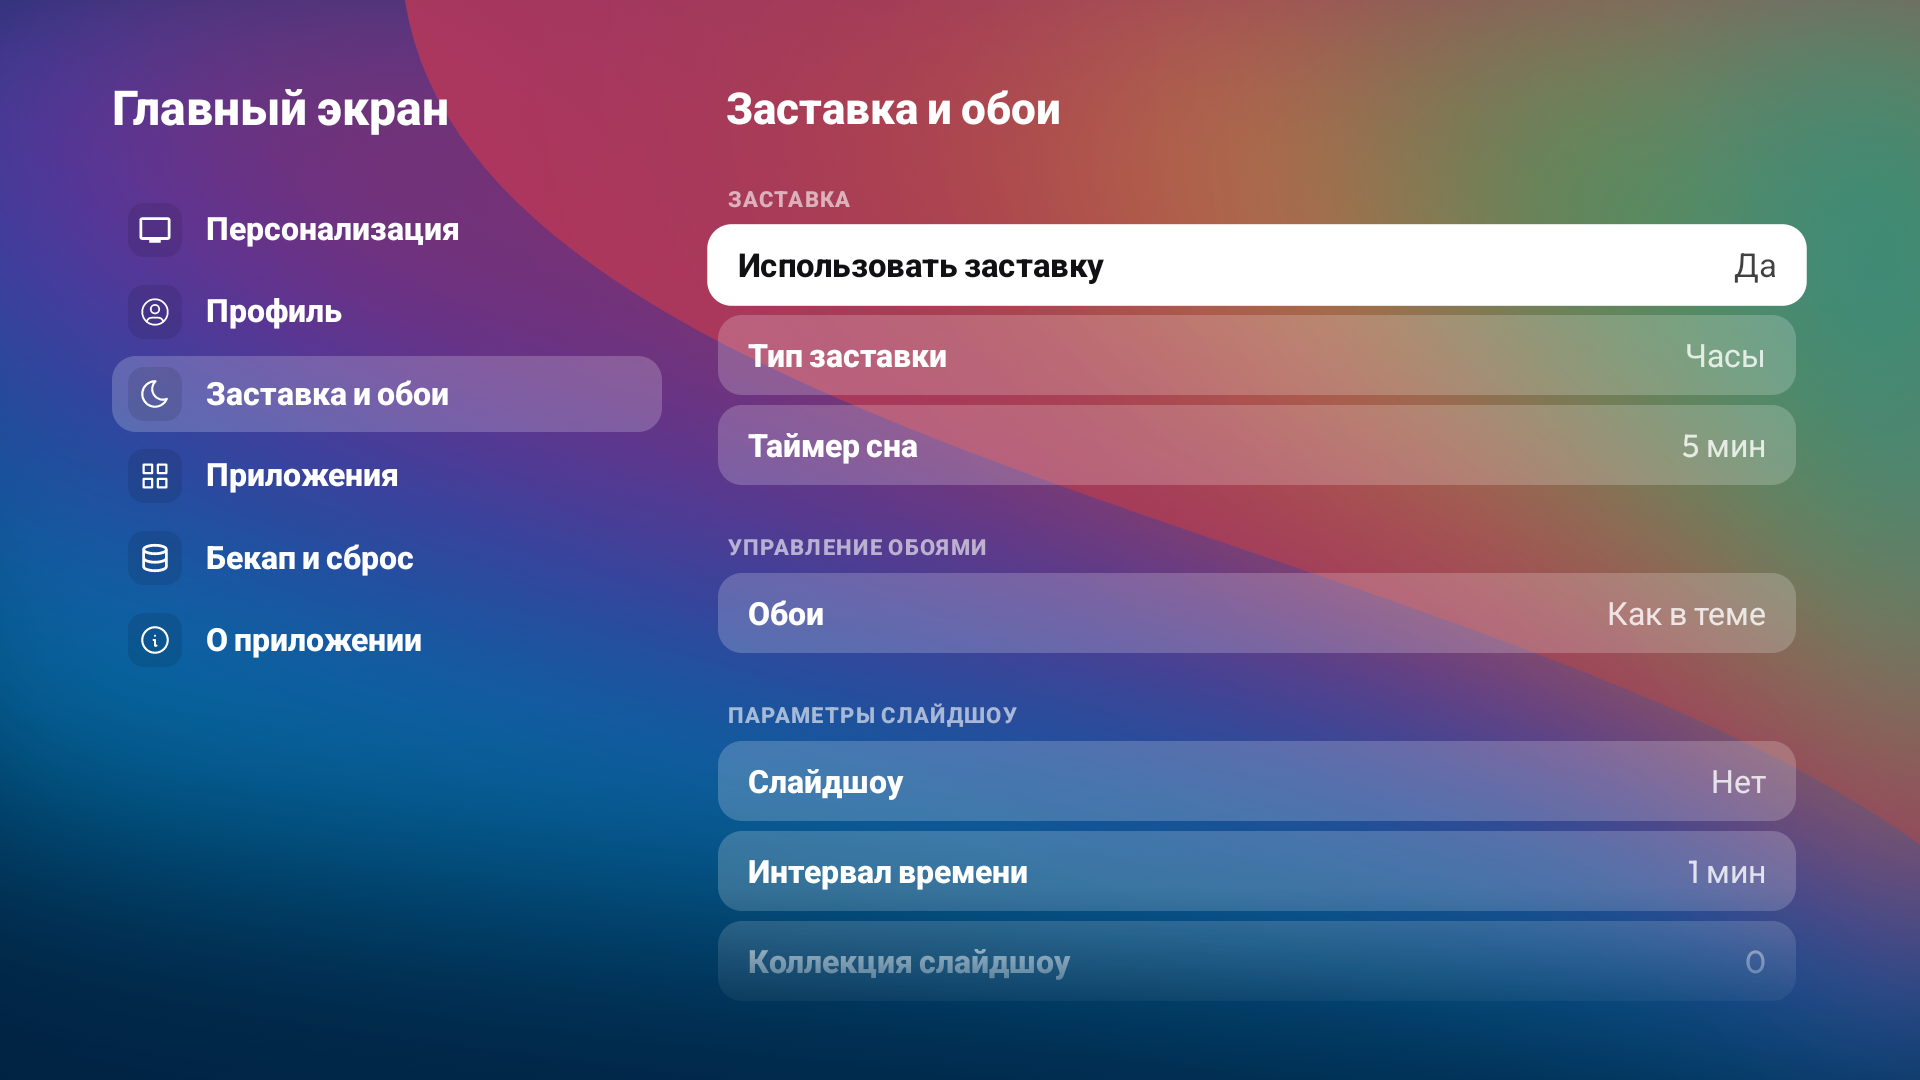 Главный экран
Персонализация
Профиль
Заставка и обои
Приложения
Бекап и сброс
О приложении
Заставка и обои
ЗАСТАВКА
Использовать заставку Да
Тип заставки Часы
Таймер сна 5 мин
УПРАВЛЕНИЕ ОБОЯМИ
Обои Как в теме
ПАРАМЕТРЫ СЛАЙДШОУ
Слайдшоу Нет
Интервал времени 1 мин
Коллекция слайдшоу 0